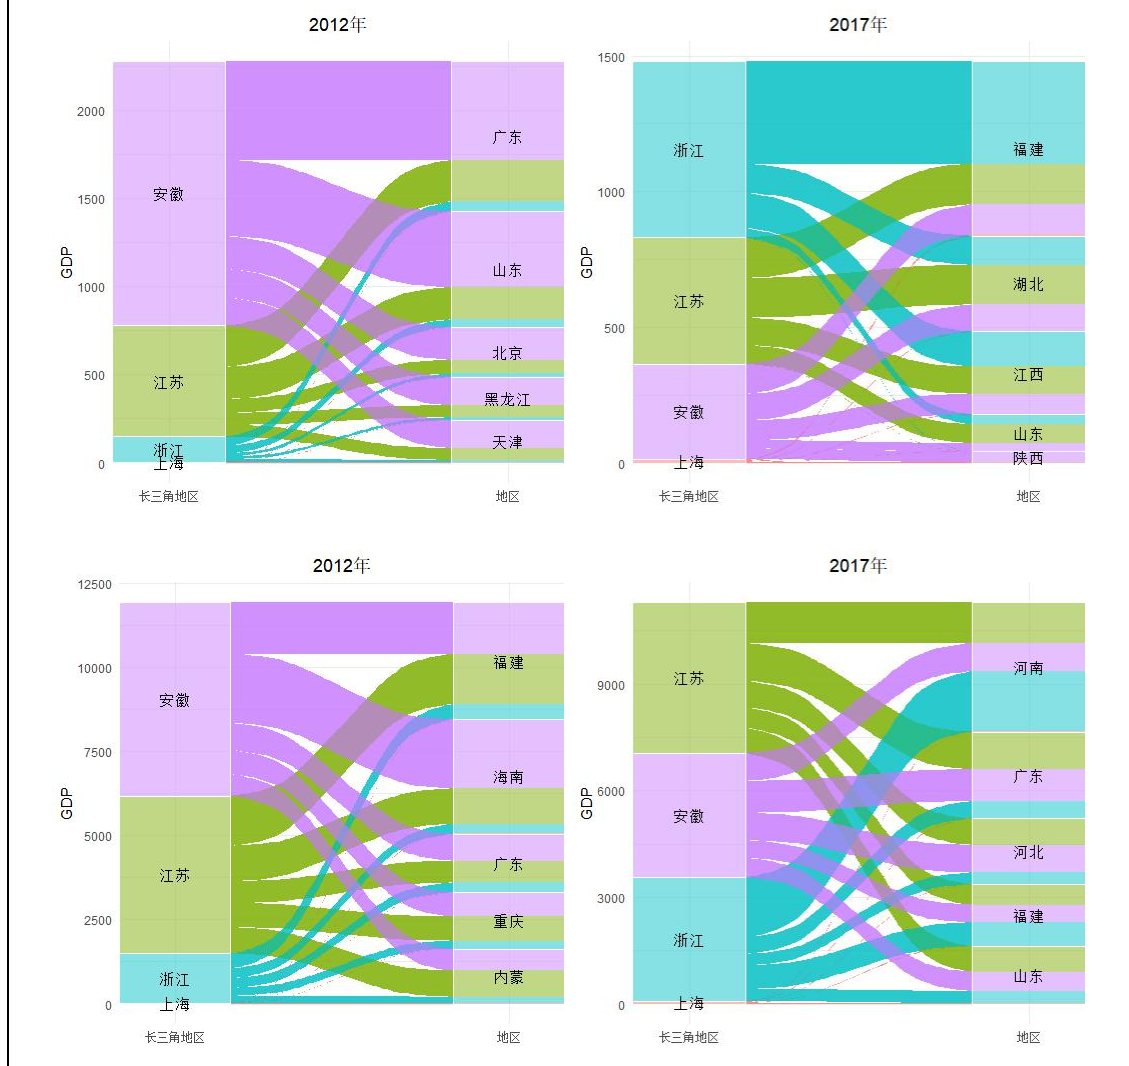 2012年
2017年
2000
1500
1000
500
0
GDP
安徽
江苏
浙江
上海
广东
山东
北京
黑龙江
天津
长三角地区
地区
1500
1000
500
0
GDP
浙江
江苏
安徽
上海
福建
湖北
江西
山东
陕西
长三角地区
地区
2012年
2017年
12500
10000
7500
5000
2500
0
GDP
安徽
江苏
浙江
上海
福建
海南
广东
重庆
内蒙
长三角地区
地区
9000
6000
3000
0
GDP
江苏
安徽
浙江
上海
河南
广东
河北
福建
山东
长三角地区
地区